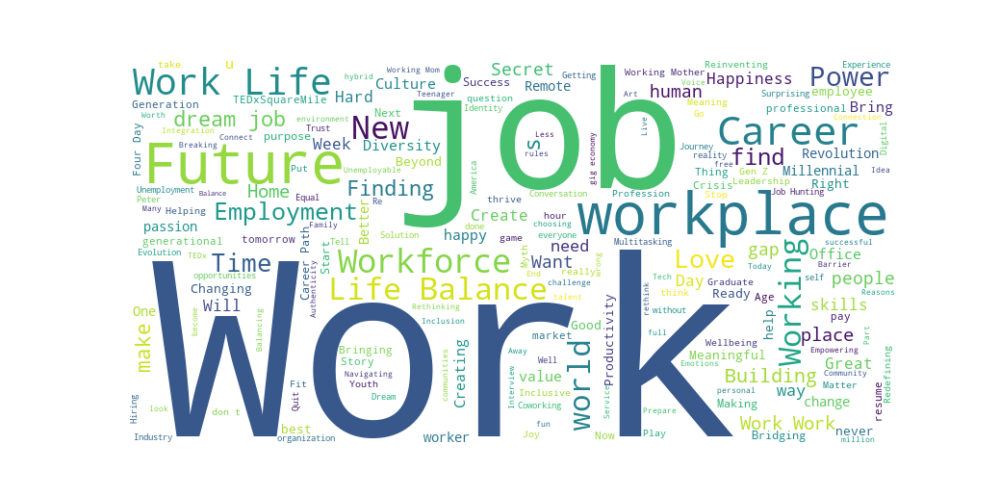 take
u
hybrid
Working Mom
Getting
Secret
Working Mother
Reinventing
Experience
Work Life
Culture
Success
Teenager
question
Remote
Voice
Happiness
Surprising
Power
Generation
TEDxSquareMile
Hard
Identity
Art
human
Meaning
employee
Worth
environment
Next
job
Live
Go
professional
Bring
dream job
New
Trust
Integration
Connect
purpose
Week
Diversity
Less
rules
s
gig economy
Journey
Career
Connection
Digital
Four Day
Breaking
Put
Beyond
America
reality
free
find
Revolution
Idea
Future
Unemployable
Conversation
Thing
Gen Z
Millennial
Unemployment
Balance
Home
Finding
thrive
Profession
Crisis
Leadership
Right
Peter
Equal
Re
Create
Stop
Job Hunting
Many
Helping
Family
Employment
Better
done
choosing
hour
workplace
passion
Solution
everyone
generational
tomorrow
Career Path
Tell
happy
game
need
Multitasking
gap
Office
successful
Evolution
TEDx
Time
Start
Workforce
Myth
Want
really
Love
Today
Barrier
Working
people
opportunities
Authenticity
End
challenge
wrong
Tech
Day
Graduate
self
Reasons
Changing
Life Balance
talent
rethink
think
Ready
Age
skills
One
Will
Rethinking
market
Good
Productivity
without
help
pay
place
make
become
Balancing
Inclusion
Work
full
Wellbeing
Empowering
Part
Bringing
Story
communities
Away
Well
world
Meaningful
Emotions
Community
Great
Redefining
Navigating
Youth
Creating
value
Interview
Inclusive
Service
Building
Matter
Fit
Quit
Dream
Coworking
personal
way
change
resume
Hiring
look
don t
Making
Prepare
best
fun
Work Work
never
Industry
organization
worker
Joy
Now
Play
Bridging
million